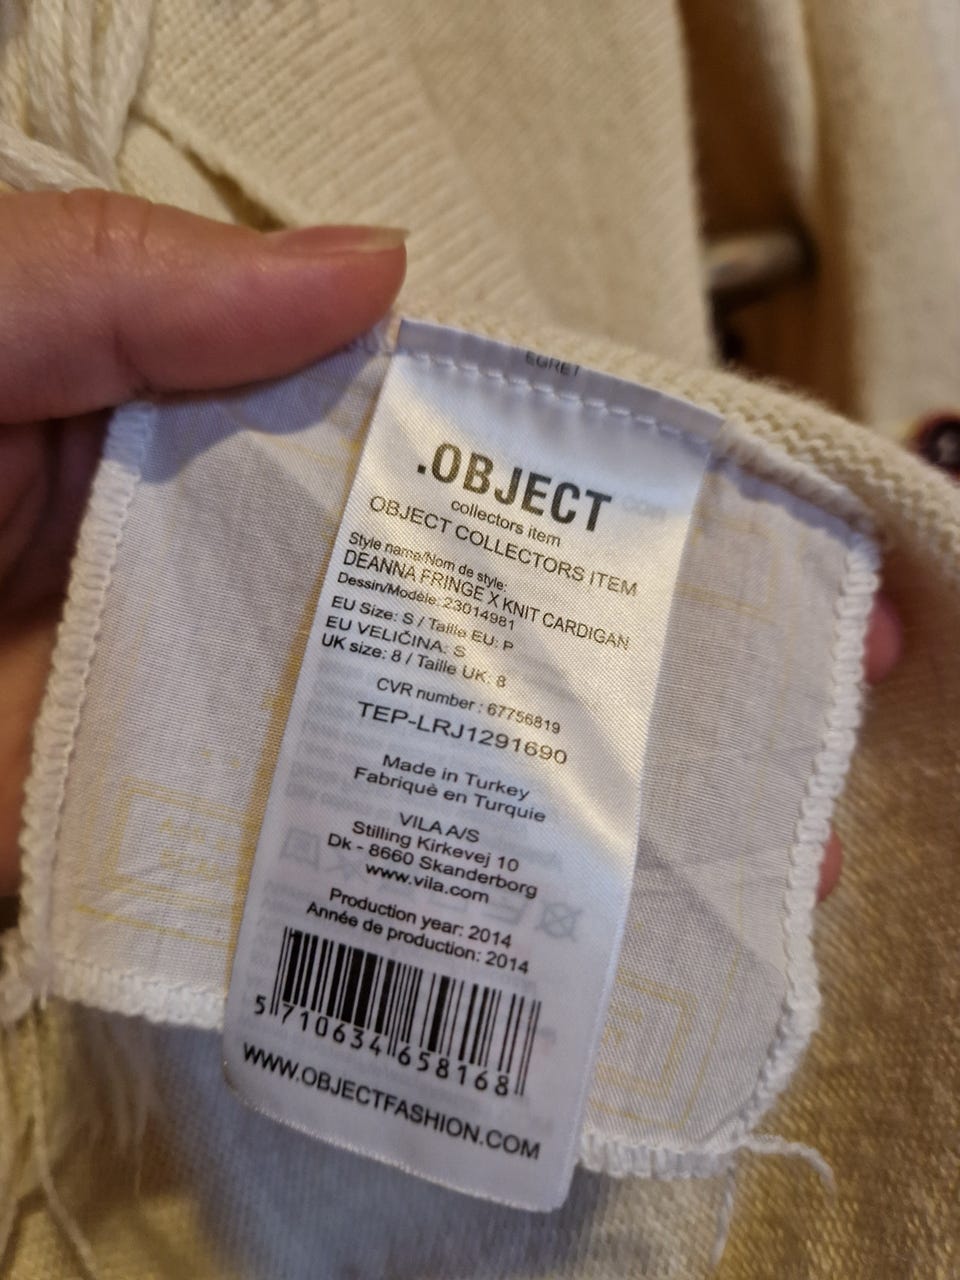 EGRET
.OBJECT
collectors item
OBJECT COLLECTORS ITEM
Style name/Nom de style:
DEANNA FRINGE X KNIT CARDIGAN
Dessin/Modèle: 23014981
EU Size: S / Taille EU: P
EU VELIČINA: S
UK size: 8 / Taille UK: 8
CVR number : 67756819
TEP-LRJ1291690
Made in Turkey
Fabriqué en Turquie
VILA A/S
Stilling Kirkevej 10
Dk - 8660 Skanderborg
www.vila.com
Production year: 2014
Année de production: 2014
5 710634 658168
WWW.OBJECTFASHION.COM